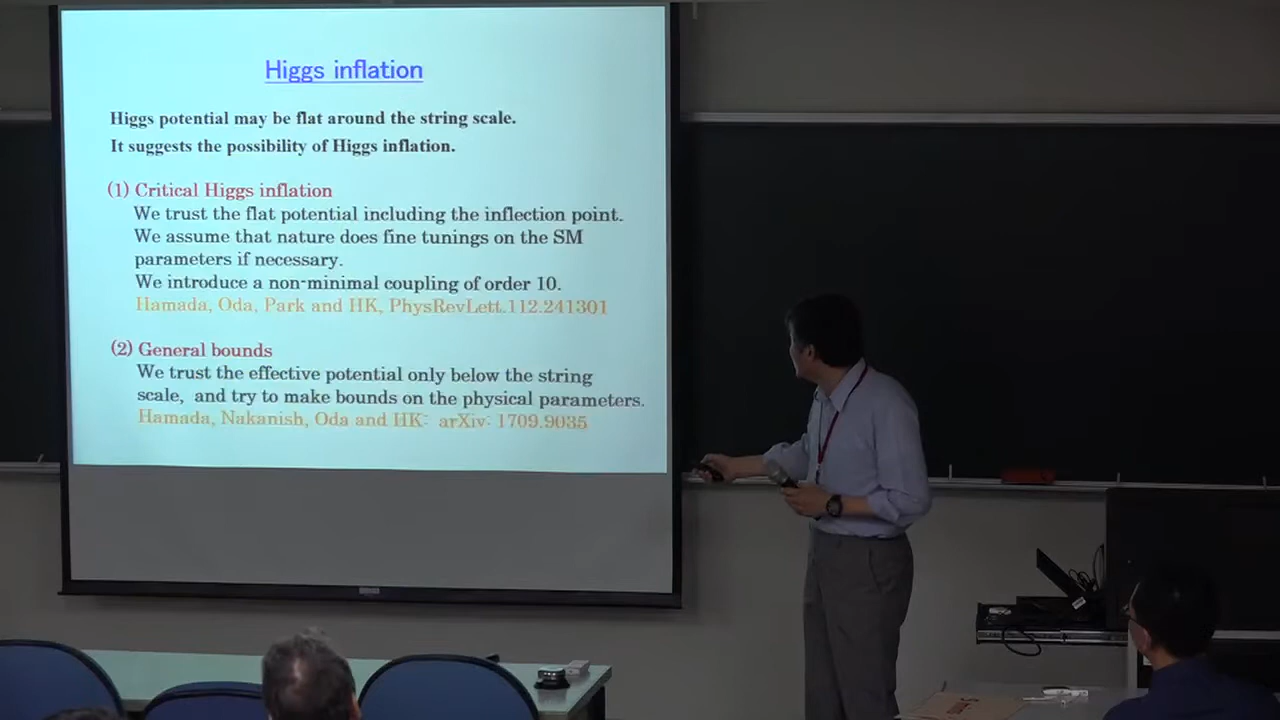 Higgs inflation
Higgs potential may be flat around the string scale.
It suggests the possibility of Higgs inflation.
(1) Critical Higgs inflation
We trust the flat potential including the inflection point.
We assume that nature does fine tunings on the SM
parameters if necessary.
We introduce a non-minimal coupling of order 10.
Hamada, Oda, Park and HK, PhysRevLett.112.241301
(2) General bounds
We trust the effective potential only below the string
scale, and try to make bounds on the physical parameters.
Hamada, Nakanish, Oda and HK: arXiv: 1709.9035